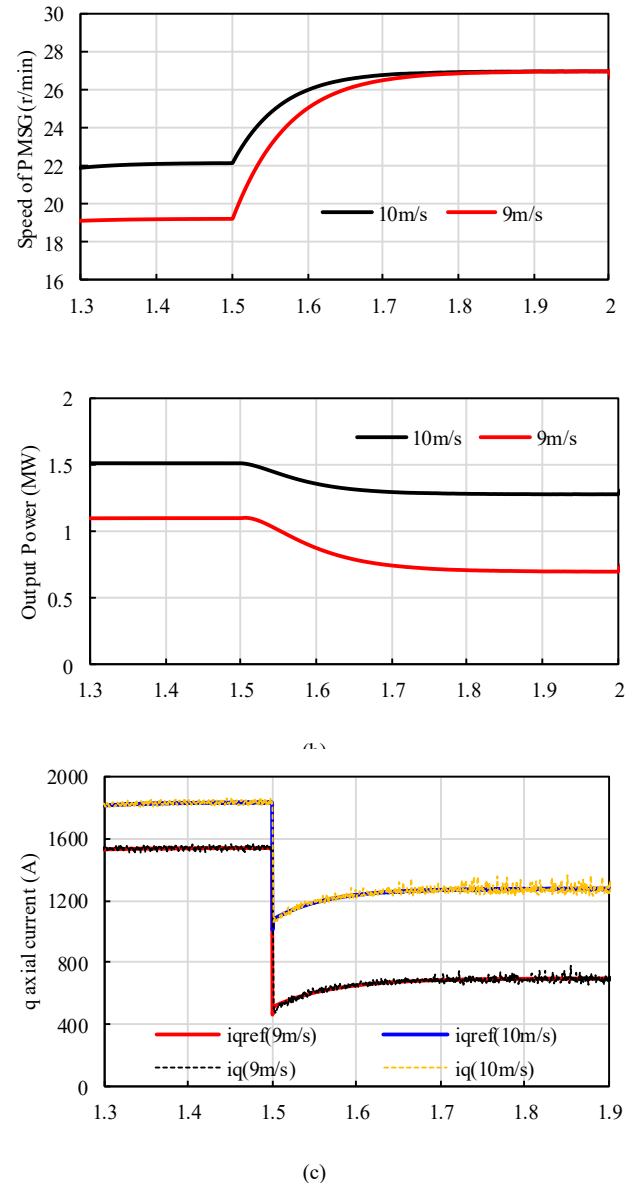 30
28
26
24
22
20
18
16
Speed of PMSG (r/min)
10m/s 9m/s
1.3 1.4 1.5 1.6 1.7 1.8 1.9 2
2
1.5
1
0.5
0
Output Power (MW)
10m/s 9m/s
1.3 1.4 1.5 1.6 1.7 1.8 1.9 2
2000
1600
1200
800
400
0
q axial current (A)
iqref(9m/s) iqref(10m/s)
iq(9m/s) iq(10m/s)
1.3 1.4 1.5 1.6 1.7 1.8 1.9
(c)